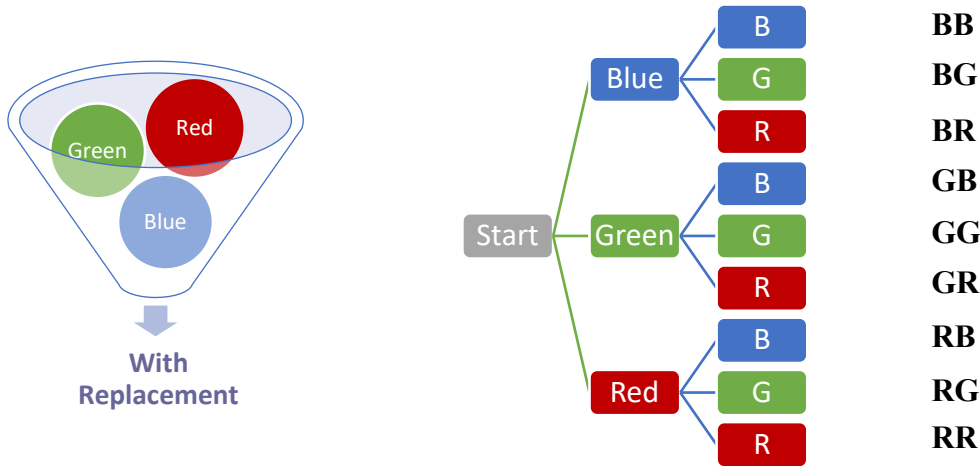 Green
Red
Blue
With
Replacement
Start
Blue
B
G
R
Green
B
G
R
Red
B
G
R
BB
BG
BR
GB
GG
GR
RB
RG
RR